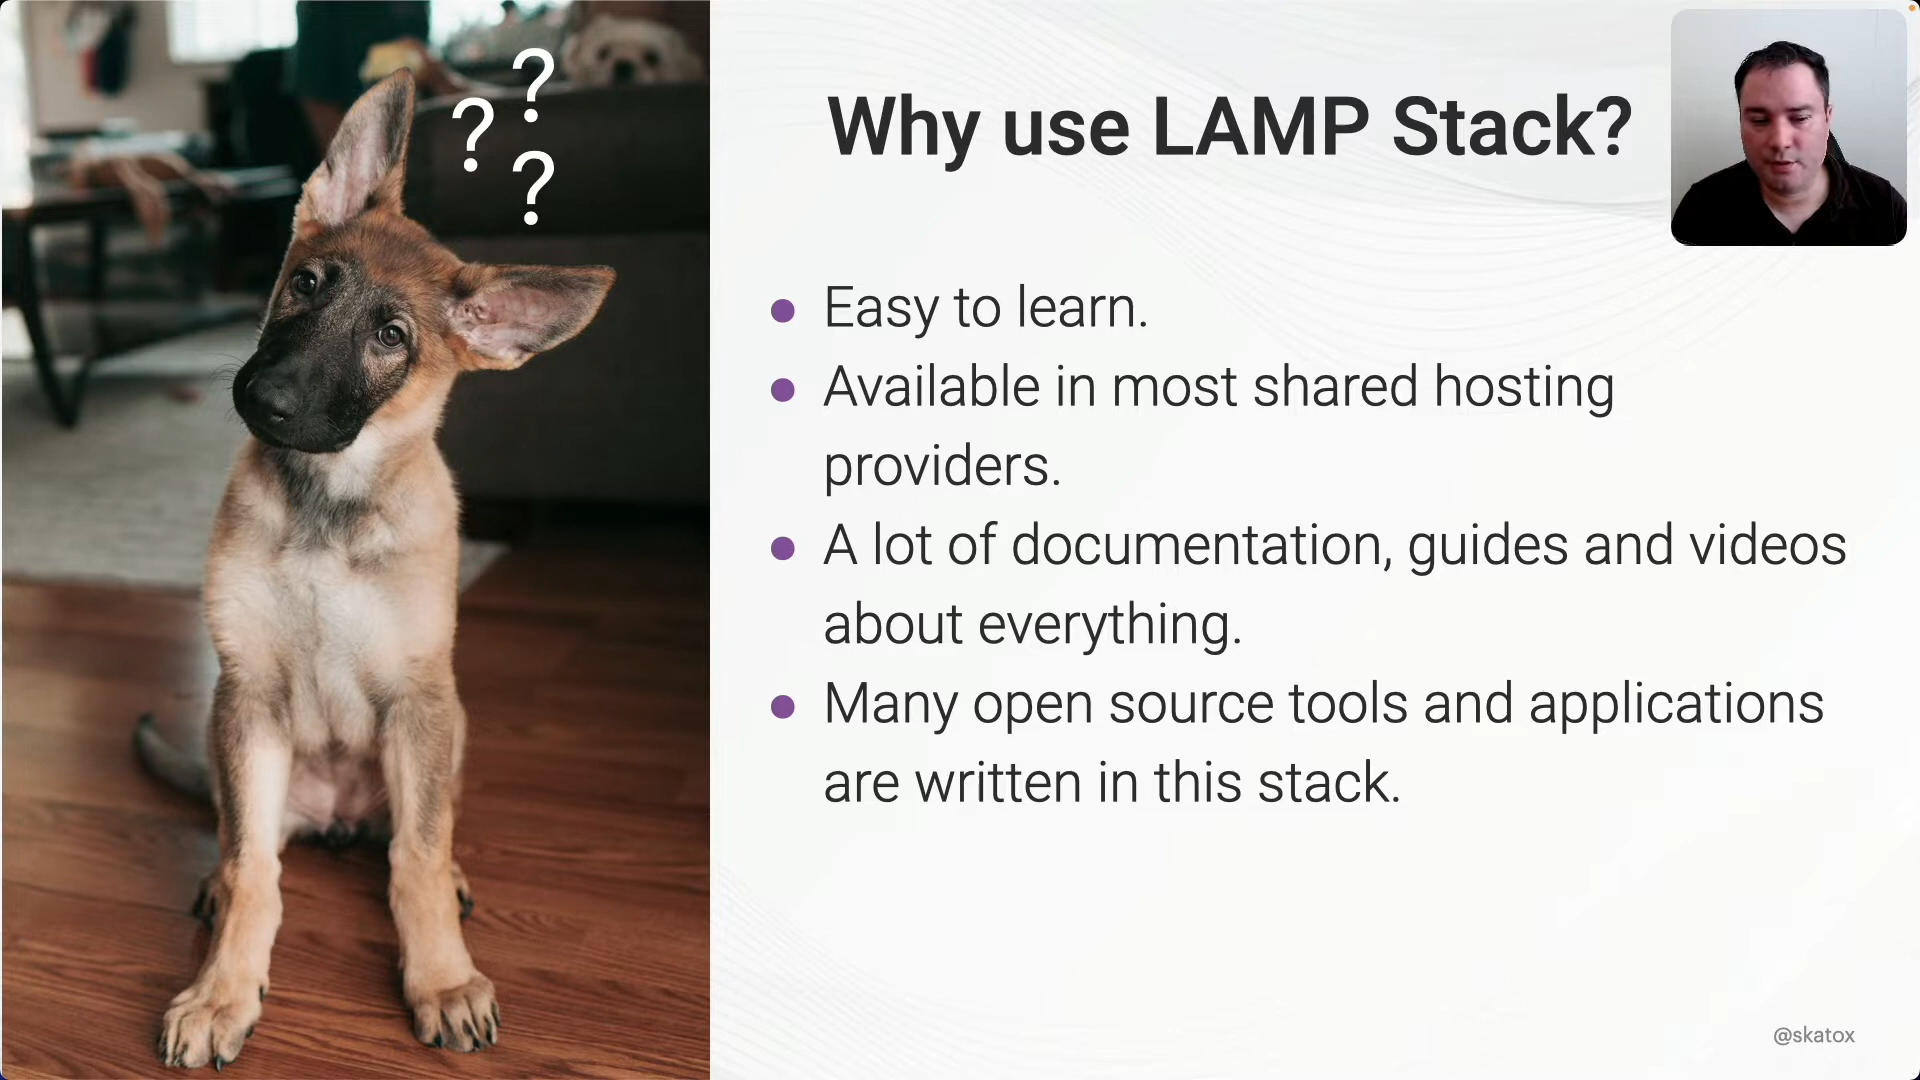 ?
?
?
Why use LAMP Stack?
● Easy to learn.
● Available in most shared hosting
providers.
● A lot of documentation, guides and videos
about everything.
● Many open source tools and applications
are written in this stack.
@skatox